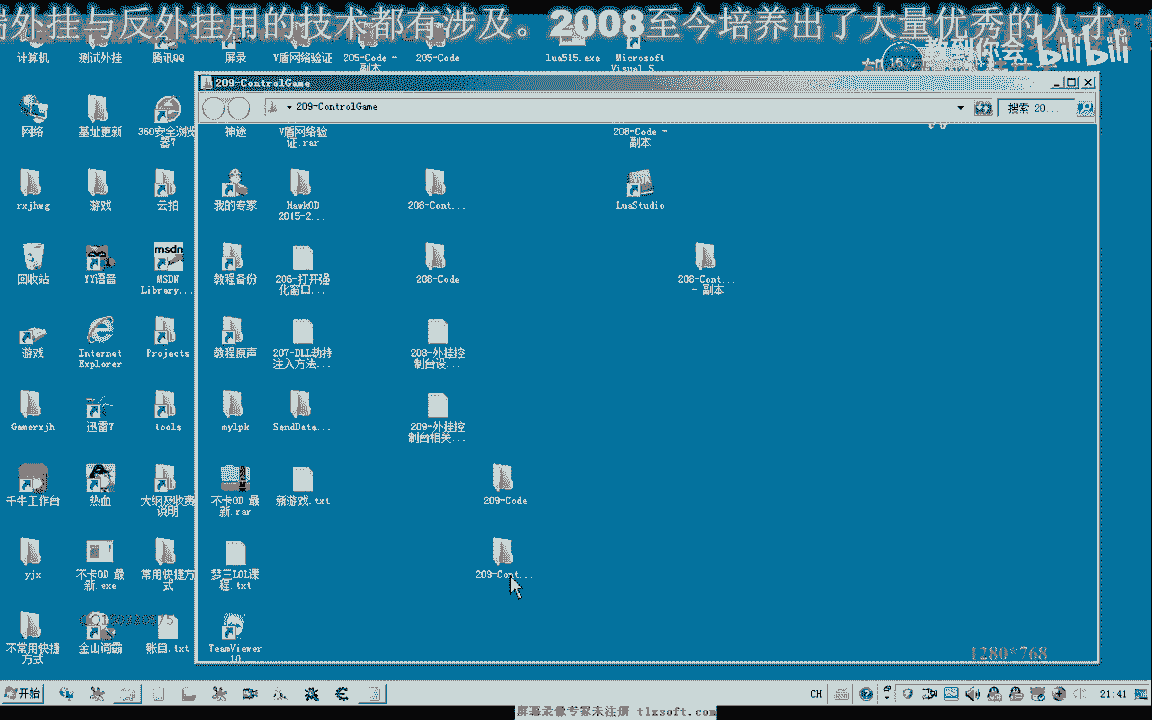 外挂与反外挂用的技术都有涉及。2008至今培养出了大量优秀的人才。
计算机
测试外挂
腾讯QQ
屏录
V盾网络验证
205-Code -
副本
205-Code
lua515.exe
Microsoft
Visual S...
bilibili
209-ControlGame
209-ControlGame
搜索 20...
网络
基址更新
360安全浏览
器7
神途
V盾网络验
证.rar
208-Code -
副本
rxjhwg
游戏
云拍
我的专家
HawkOD
2015-2...
208-Cont...
LuaStudio
回收站
YY语音
msdn
MSDN
Library...
教程备份
206-打开强
化窗口...
208-Code
208-Cont...
- 副本
游戏
Internet
Explorer
Projects
教程原声
207-DLL劫持
注入方法...
208-外挂控
制台设...
Gamerxjh
迅雷7
tools
mylpk
SendData...
209-外挂控
制台相关...
千牛工作台
热血
大纲及收费
说明
不卡OD 最
新.rar
新游戏.txt
209-Code
yjx
不卡OD 最
新.exe
常用快捷方
式
梦三LOL课
程.txt
209-Cont...
不常用快捷
方式
金山词霸
账目.txt
TeamViewer
10
1280*768
开始
CH
21:41
屏幕录像专家未注册 tlxsoft.com